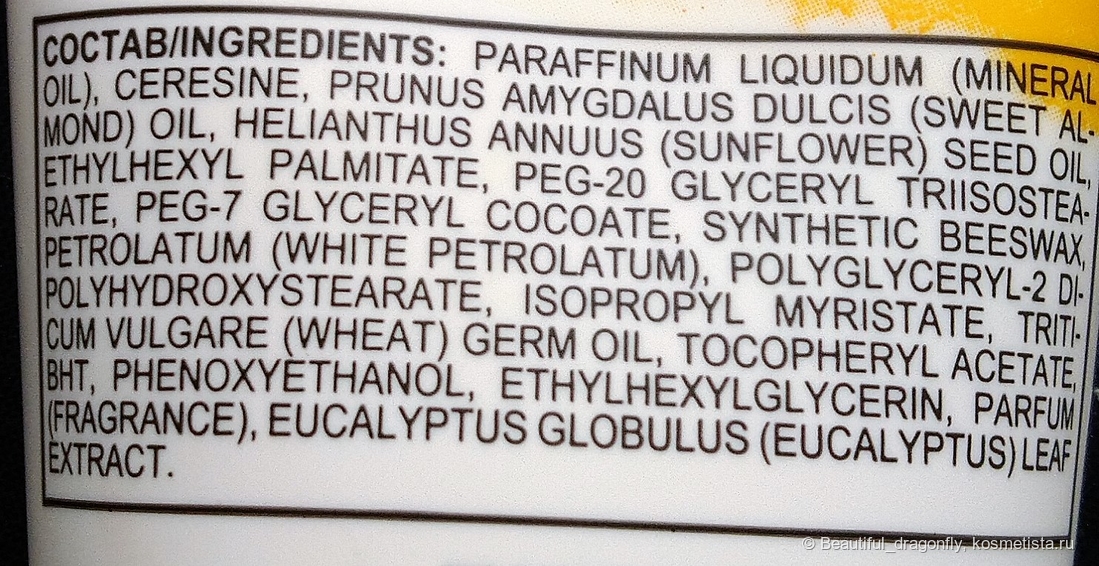 СОСТАВ/INGREDIENTS: PARAFFINUM LIQUIDUM (MINERAL
OIL), CERESINE, PRUNUS AMYGDALUS DULCIS (SWEET AL-
MOND) OIL, HELIANTHUS ANNUUS (SUNFLOWER) SEED OIL,
ETHYLHEXYL PALMITATE, PEG-20 GLYCERYL TRIISOSTEA-
RATE, PEG-7 GLYCERYL COCOATE, SYNTHETIC BEESWAX,
PETROLATUM (WHITE PETROLATUM), POLYGLYCERYL-2 DI-
POLYHYDROXYSTEARATE, ISOPROPYL MYRISTATE, TRITI-
CUM VULGARE (WHEAT) GERM OIL, TOCOPHERYL ACETATE,
BHT, PHENOXYETHANOL, ETHYLHEXYLGLYCERIN, PARFUM
(FRAGRANCE), EUCALYPTUS GLOBULUS (EUCALYPTUS) LEAF
EXTRACT.
© Beautiful_dragonfly, kosmetista.ru